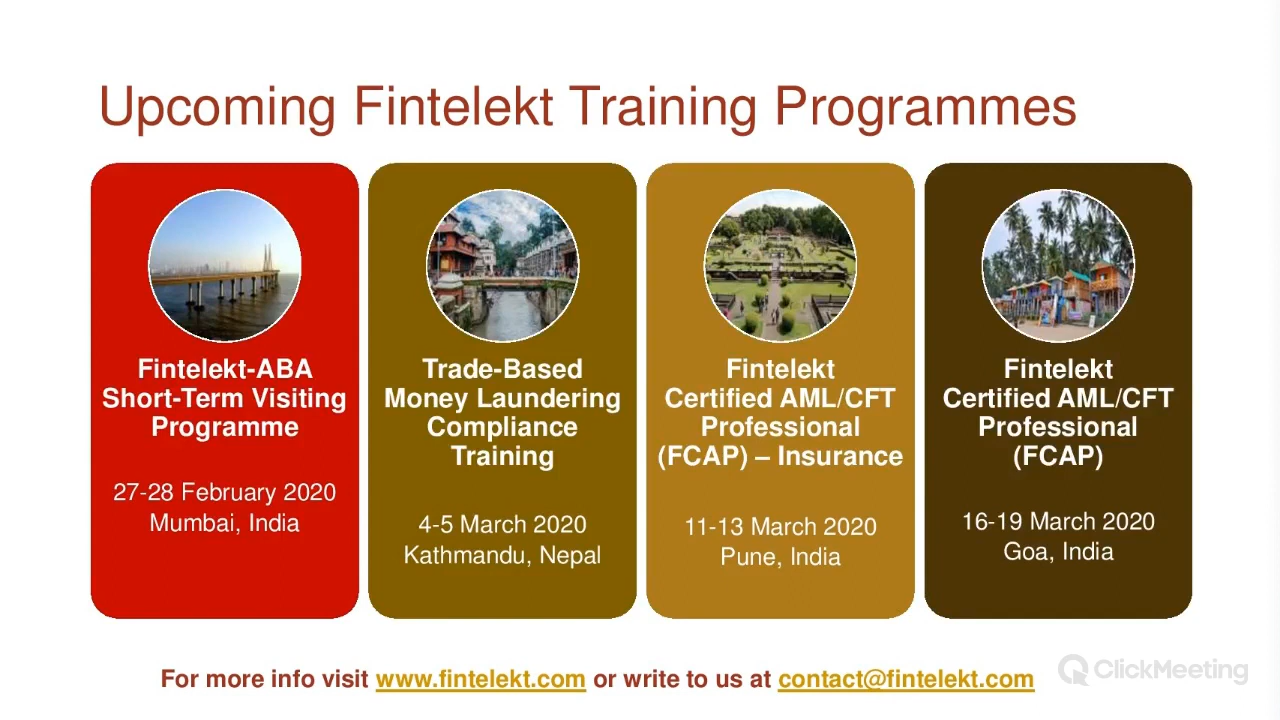 Upcoming Fintelekt Training Programmes
Fintelekt-ABA
Short-Term Visiting
Programme
27-28 February 2020
Mumbai, India
Trade-Based
Money Laundering
Compliance
Training
4-5 March 2020
Kathmandu, Nepal
Fintelekt
Certified AML/CFT
Professional
(FCAP) – Insurance
11-13 March 2020
Pune, India
Fintelekt
Certified AML/CFT
Professional
(FCAP)
16-19 March 2020
Goa, India
For more info visit www.fintelekt.com or write to us at contact@fintelekt.com
ClickMeeting